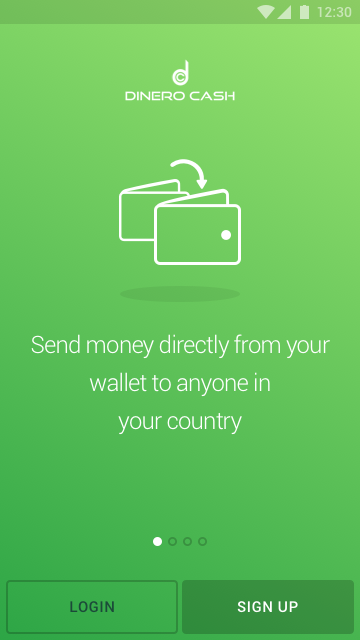 12:30
DINERO CASH
Send money directly from your
wallet to anyone in
your country
LOGIN
SIGN UP